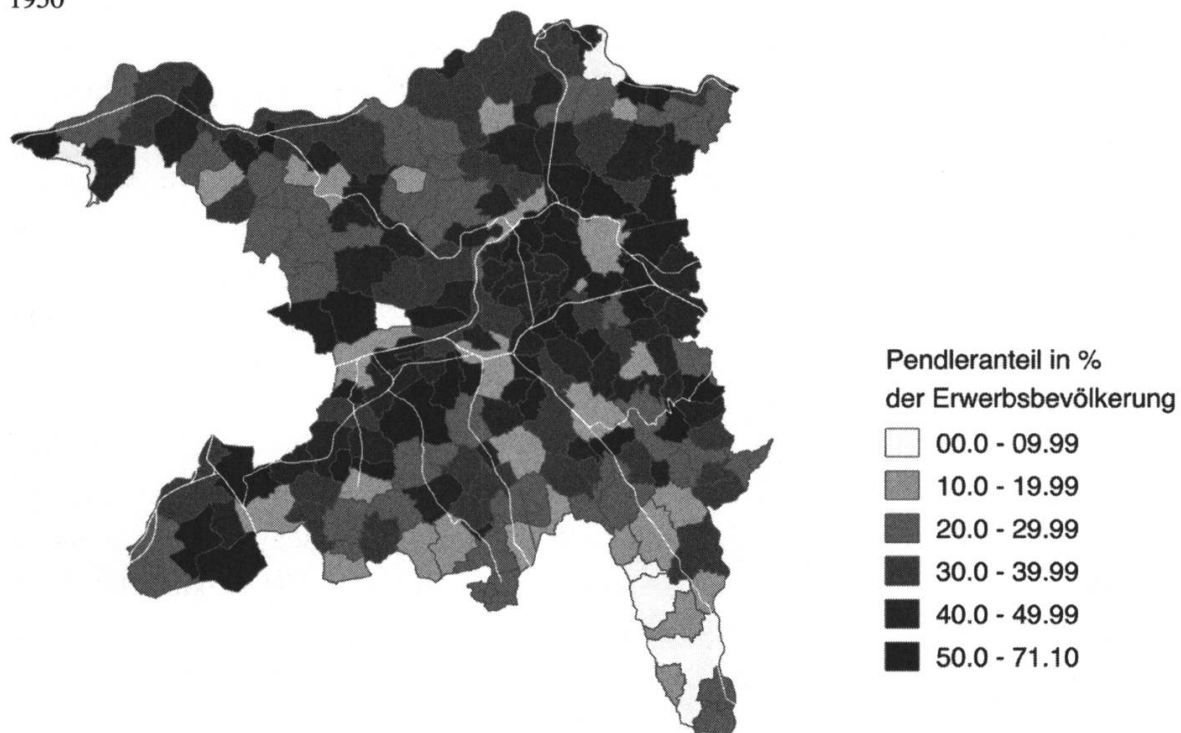 1950
Pendleranteil in %
der Erwerbsbevölkerung
00.0 - 09.99
10.0 - 19.99
20.0 - 29.99
30.0 - 39.99
40.0 - 49.99
50.0 - 71.10